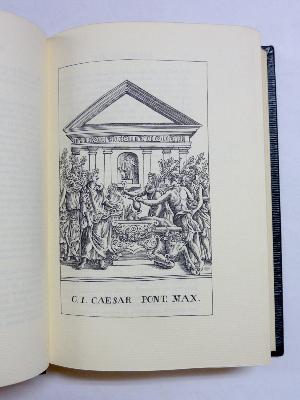 C. I. CAESAR PONT. MAX.